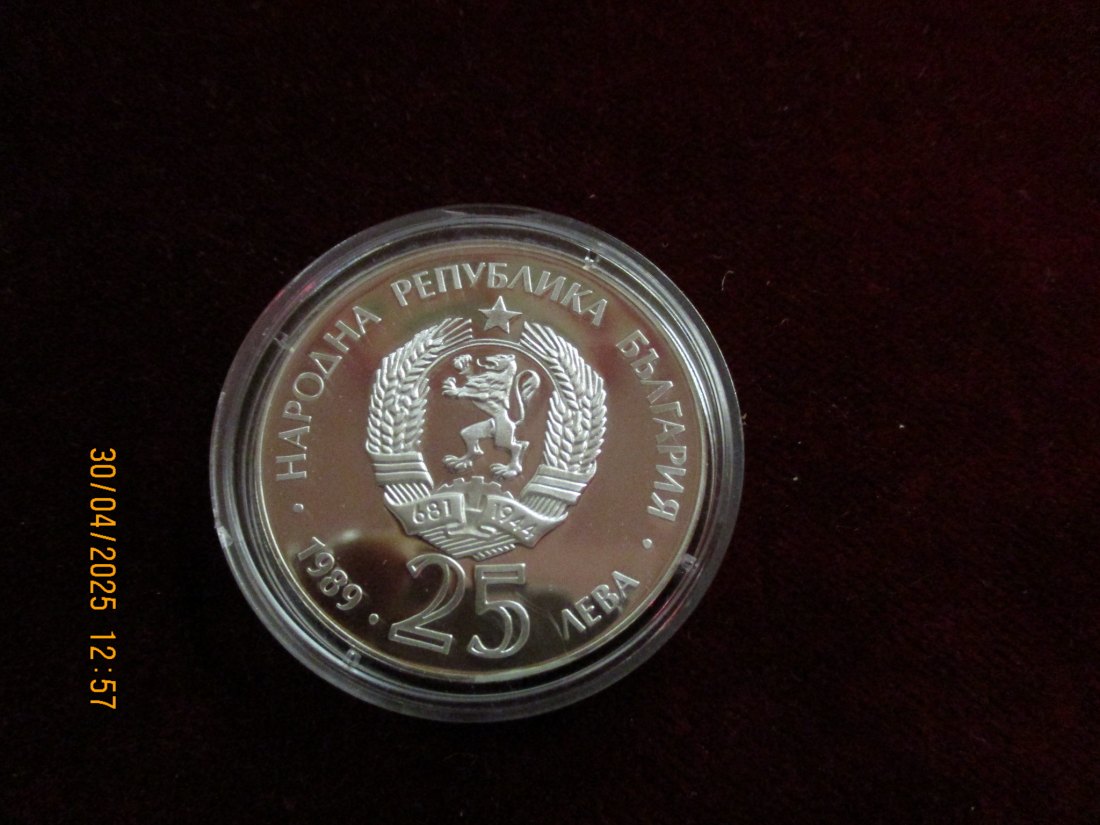 НАРОДНА РЕПУБЛИКА БЪЛГАРИЯ
681 1944
1989
25
ЛЕВА
30/04/2025 12:57